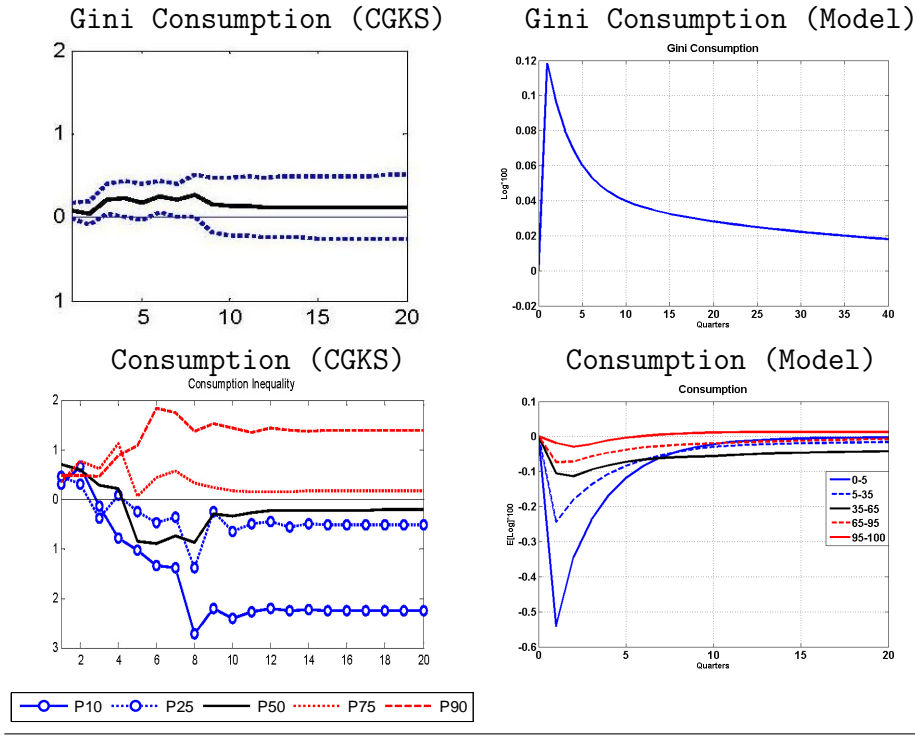 Gini Consumption (CGKS)
2
1
0
1
5
10
15
20
Gini Consumption (Model)
Gini Consumption
Log*100
0.12
0.1
0.08
0.06
0.04
0.02
0
-0.02
0 5 10 15 20 25 30 35 40
Quarters
Consumption (CGKS)
Consumption Inequality
2
1
0
1
2
3
2 4 6 8 10 12 14 16 18 20
P10 P25 P50 P75 P90
Consumption (Model)
Consumption
E[Log]*100
0.1
0
-0.1
-0.2
-0.3
-0.4
-0.5
-0.6
0 5 10 15 20
Quarters
0-5
5-35
35-65
65-95
95-100